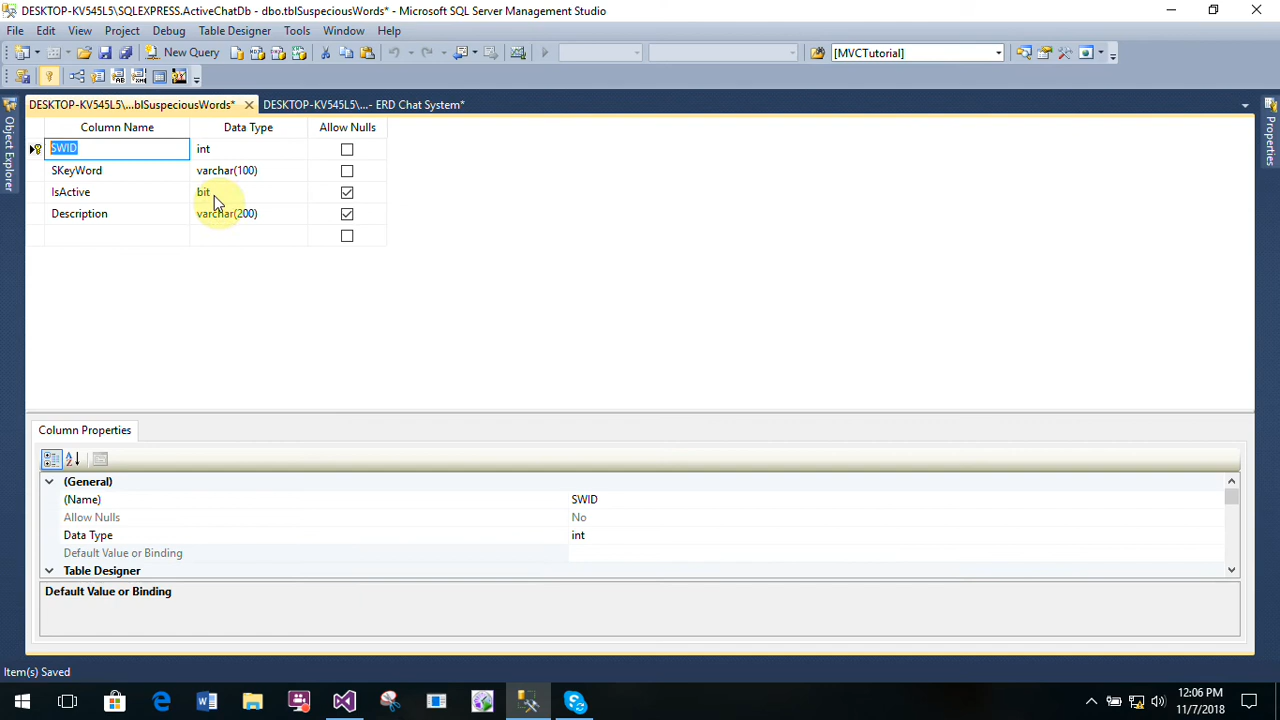 DESKTOP-KV545L5\SQLEXPRESS.ActiveChatDb - dbo.tblSuspeciousWords* - Microsoft SQL Server Management Studio
File Edit View Project Debug Table Designer Tools Window Help
New Query [MVCTutorial]
DESKTOP-KV545L5\...blSuspeciousWords* DESKTOP-KV545L5\...- ERD Chat System*
Object Explorer
Properties
Column Name Data Type Allow Nulls
SWID int
SKeyWord varchar(100)
IsActive bit
Description varchar(200)
Column Properties
(General)
(Name) SWID
Allow Nulls No
Data Type int
Default Value or Binding
Table Designer
Default Value or Binding
Item(s) Saved
12:06 PM
11/7/2018